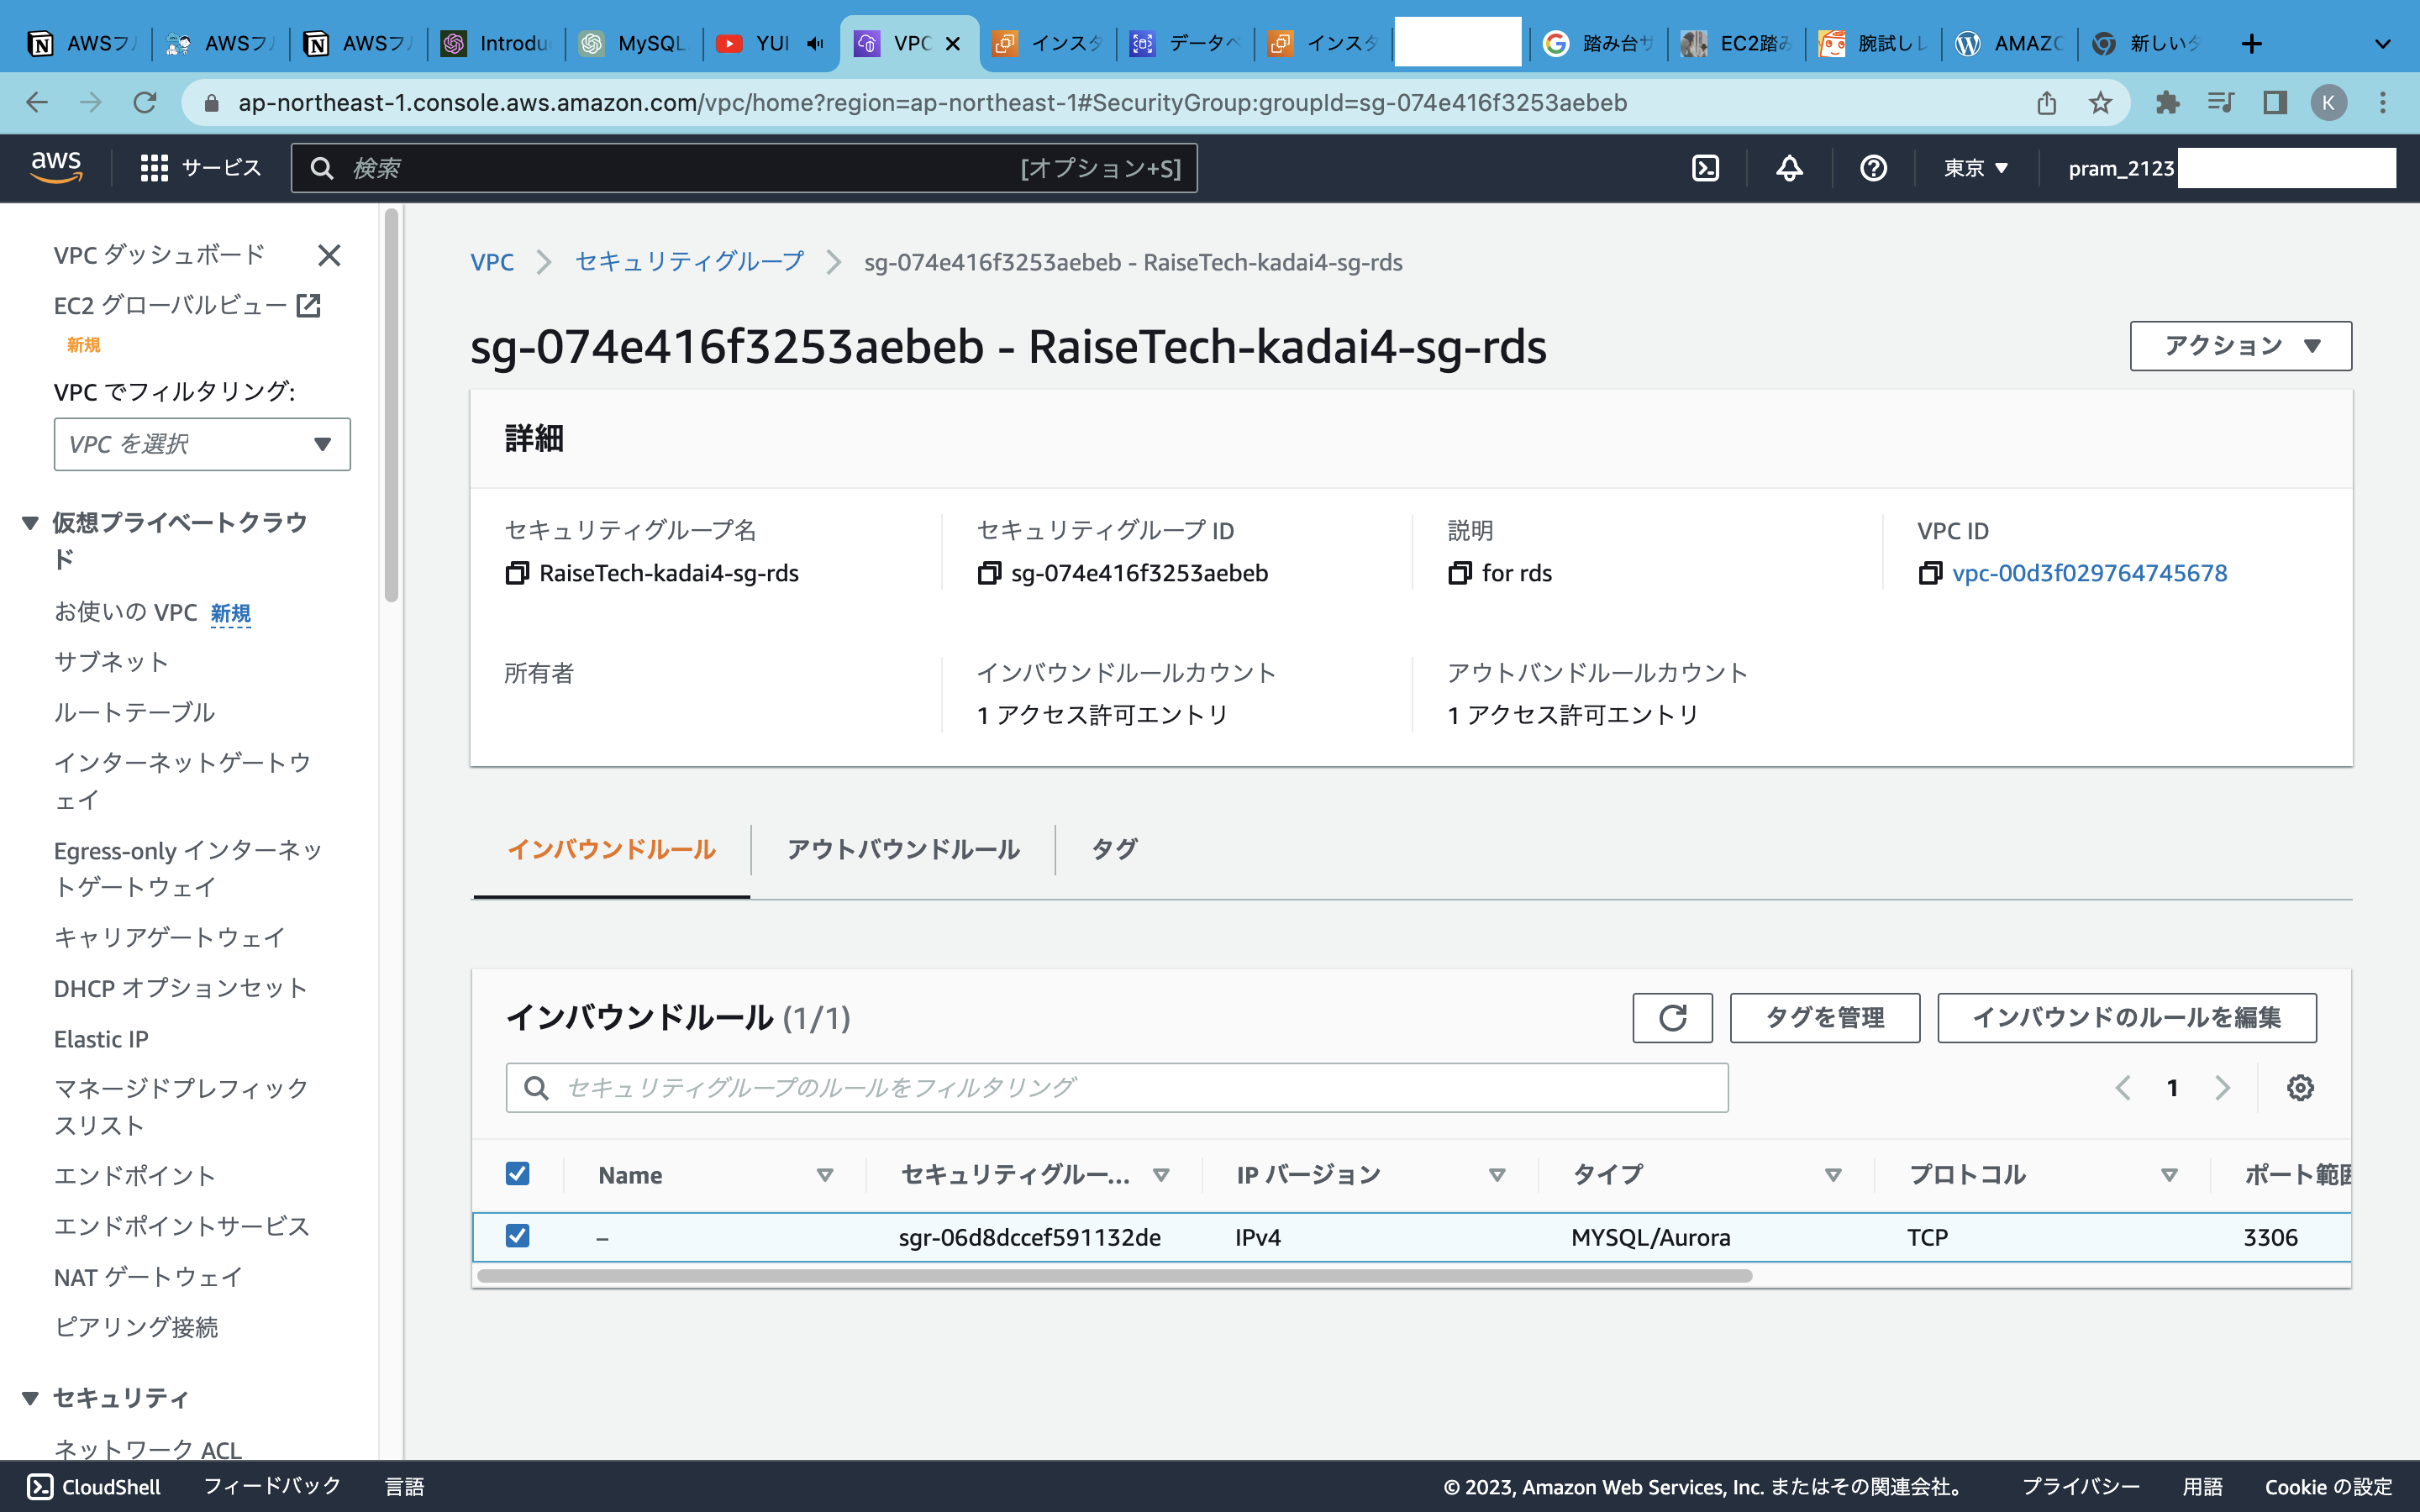 AWSフ
AWSフ
AWSフ
Introdu
MySQL
YUI
VPC
インスタ
データベ
インスタ
踏み台サ
EC2踏み
腕試しレ
AMAZO
新しいタ
ap-northeast-1.console.aws.amazon.com/vpc/home?region=ap-northeast-1#SecurityGroup:groupId=sg-074e416f3253aebeb
K
aws
サービス
検索
[オプション+S]
東京
pram_2123
VPC ダッシュボード
EC2 グローバルビュー
新規
VPC でフィルタリング:
VPC を選択
仮想プライベートクラウ
ド
お使いの VPC 新規
サブネット
ルートテーブル
インターネットゲートウ
ェイ
Egress-only インターネッ
トゲートウェイ
キャリアゲートウェイ
DHCP オプションセット
Elastic IP
マネージドプレフィック
スリスト
エンドポイント
エンドポイントサービス
NAT ゲートウェイ
ピアリング接続
セキュリティ
ネットワーク ACL
VPC
セキュリティグループ
sg-074e416f3253aebeb - RaiseTech-kadai4-sg-rds
sg-074e416f3253aebeb - RaiseTech-kadai4-sg-rds
アクション
詳細
セキュリティグループ名
RaiseTech-kadai4-sg-rds
セキュリティグループ ID
sg-074e416f3253aebeb
説明
for rds
VPC ID
vpc-00d3f029764745678
所有者
インバウンドルールカウント
1 アクセス許可エントリ
アウトバンドルールカウント
1 アクセス許可エントリ
インバウンドルール
アウトバウンドルール
タグ
インバウンドルール (1/1)
タグを管理
インバウンドのルールを編集
セキュリティグループのルールをフィルタリング
1
Name
セキュリティグルー...
IP バージョン
タイプ
プロトコル
ポート範囲
–
sgr-06d8dccef591132de
IPv4
MYSQL/Aurora
TCP
3306
CloudShell
フィードバック
言語
© 2023, Amazon Web Services, Inc. またはその関連会社。
プライバシー
用語
Cookie の設定